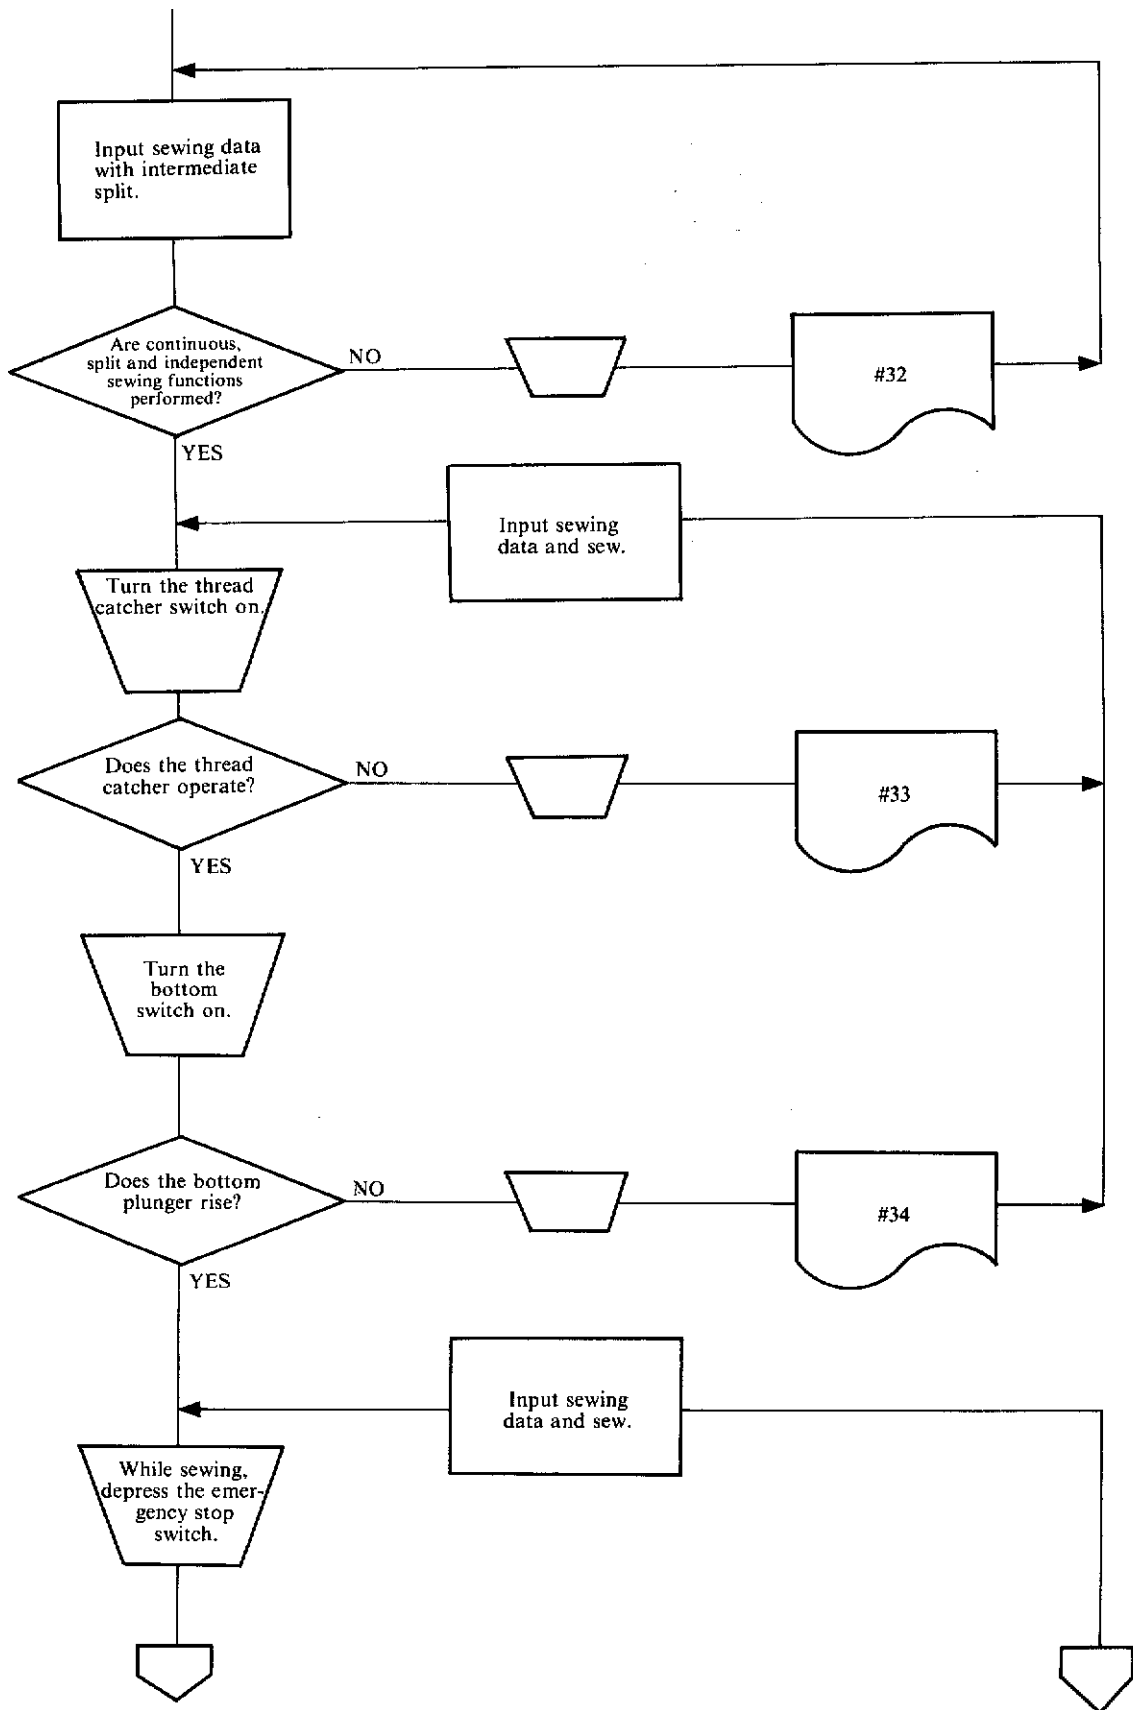 Input sewing data
with intermediate
split.
Are continuous,
split and independent
sewing functions
performed?
NO
#32
YES
Input sewing
data and sew.
Turn the thread
catcher switch on.
Does the thread
catcher operate?
NO
#33
YES
Turn the
bottom
switch on.
Does the bottom
plunger rise?
NO
#34
YES
Input sewing
data and sew.
While sewing,
depress the emer-
gency stop
switch.